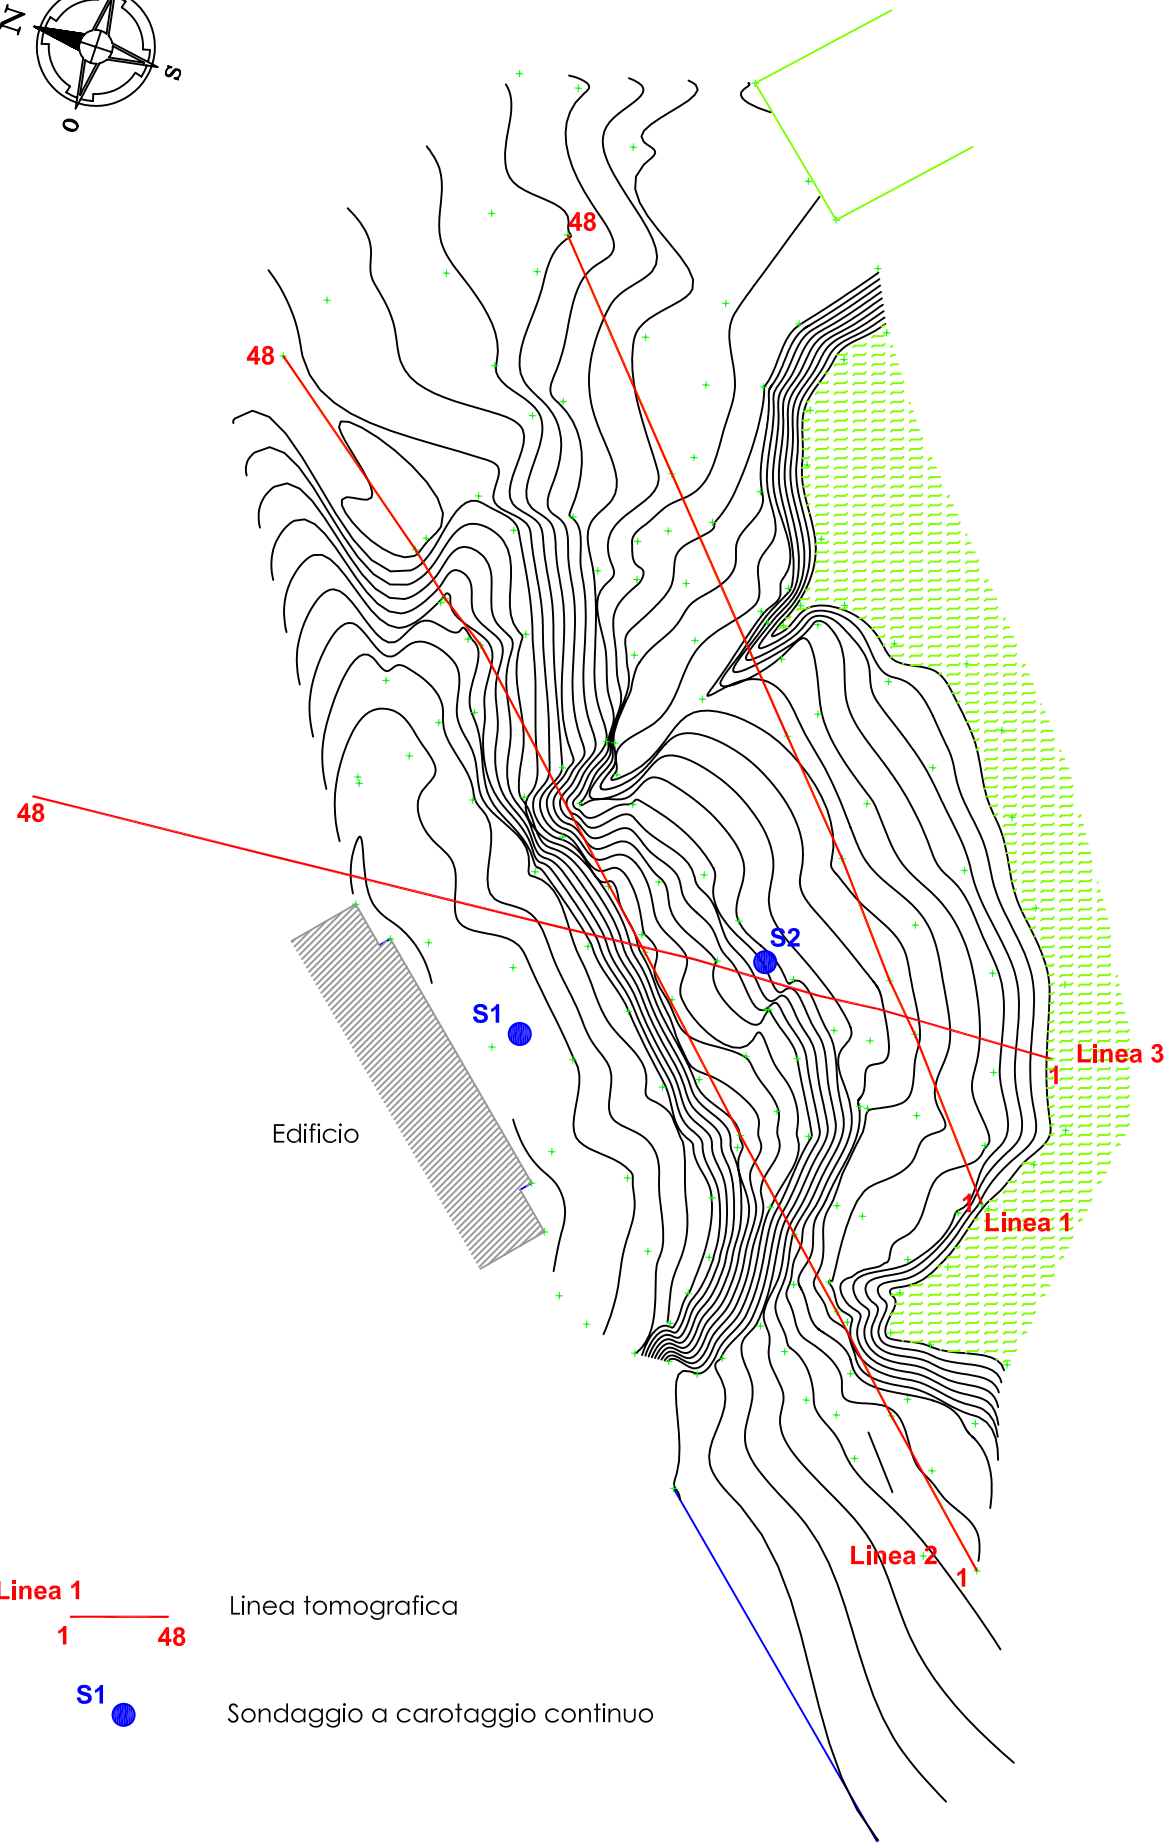 N
S
O
48
48
48
S2
S1
Linea 3
1
Edificio
1
Linea 1
Linea 2
1
Linea 1
1 48
Linea tomografica
S1
Sondaggio a carotaggio continuo